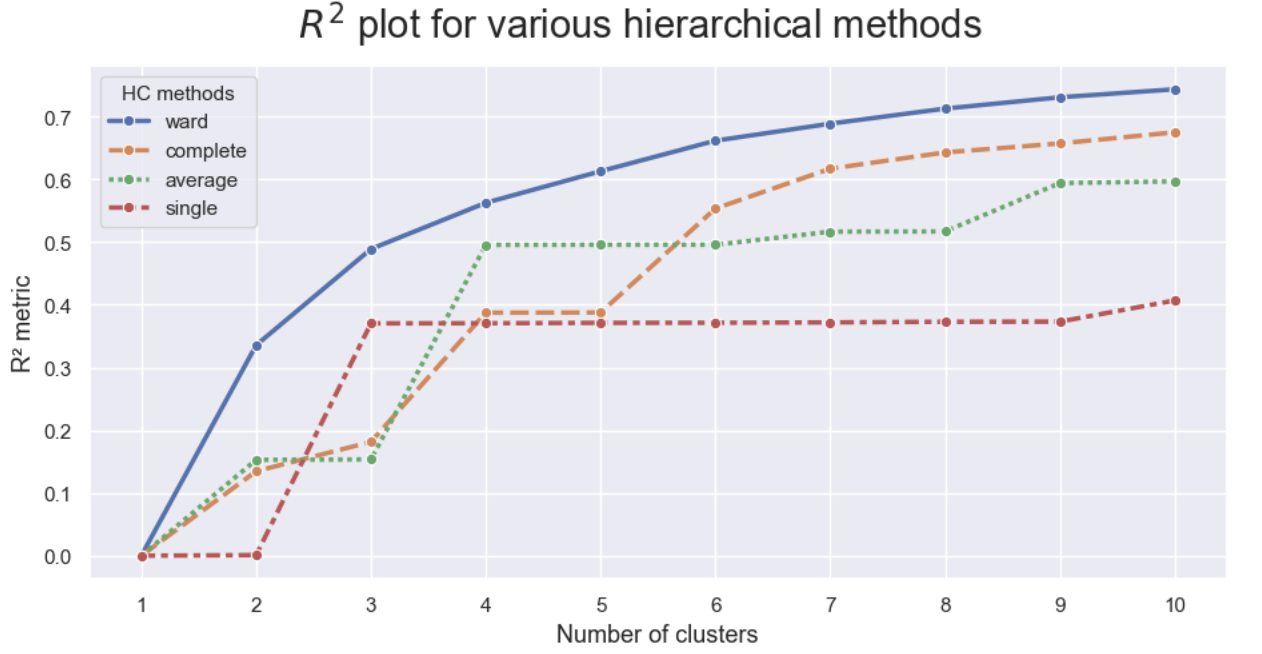 R² plot for various hierarchical methods
HC methods
ward
complete
average
single
R² metric
0.7
0.6
0.5
0.4
0.3
0.2
0.1
0.0
1 2 3 4 5 6 7 8 9 10
Number of clusters